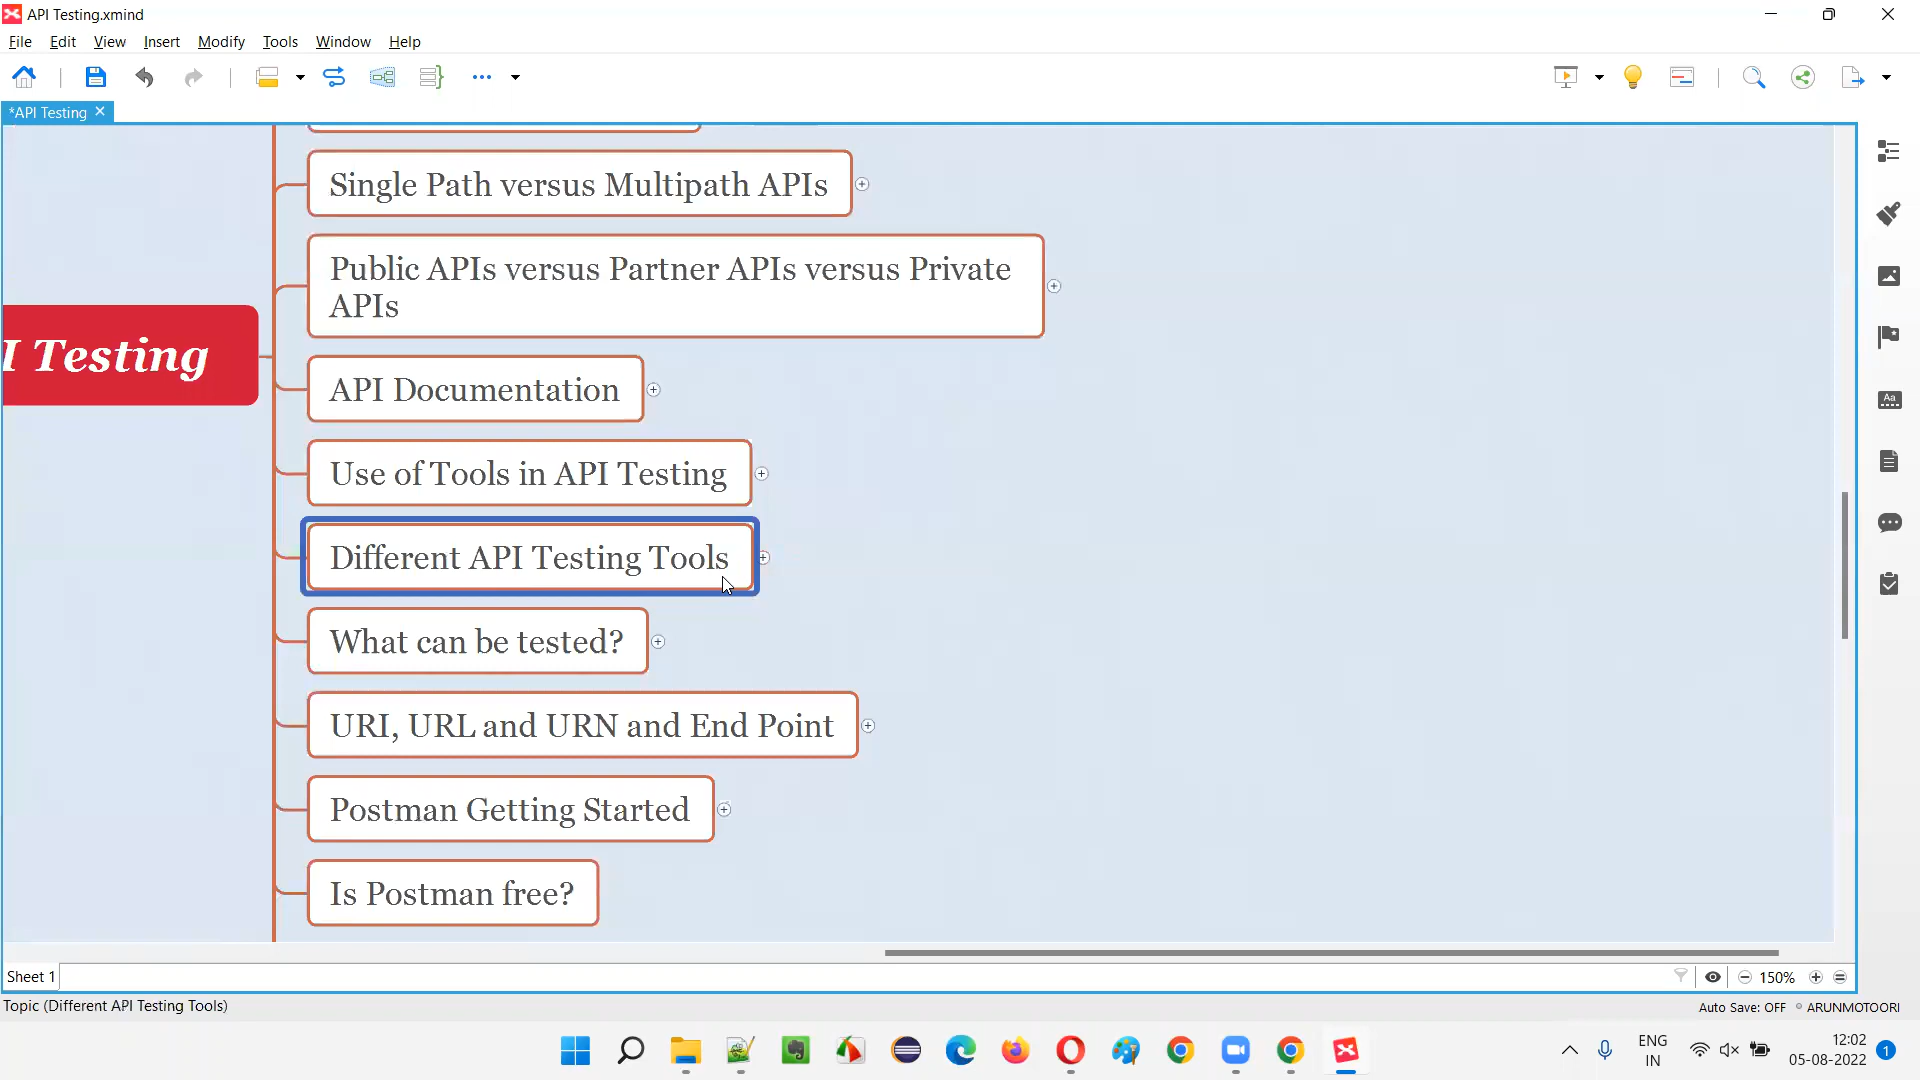 API Testing.xmind
File Edit View Insert Modify Tools Window Help
*API Testing
Single Path versus Multipath APIs
Public APIs versus Partner APIs versus Private
APIs
I Testing
API Documentation
Use of Tools in API Testing
Different API Testing Tools
What can be tested?
URI, URL and URN and End Point
Postman Getting Started
Is Postman free?
Aa
Sheet 1
150%
Topic (Different API Testing Tools)
Auto Save: OFF
ARUNMOTOORI
ENG
IN
12:02
05-08-2022
1